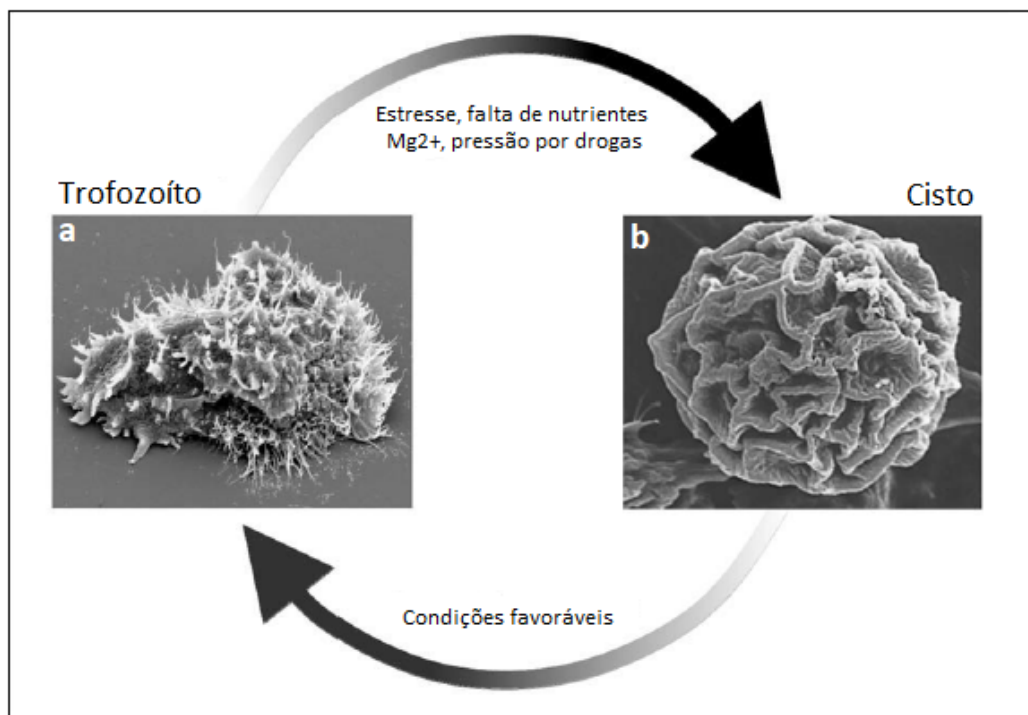 Estresse, falta de nutrientes
Mg2+, pressão por drogas
Trofozoíto
Cisto
a
b
Condições favoráveis